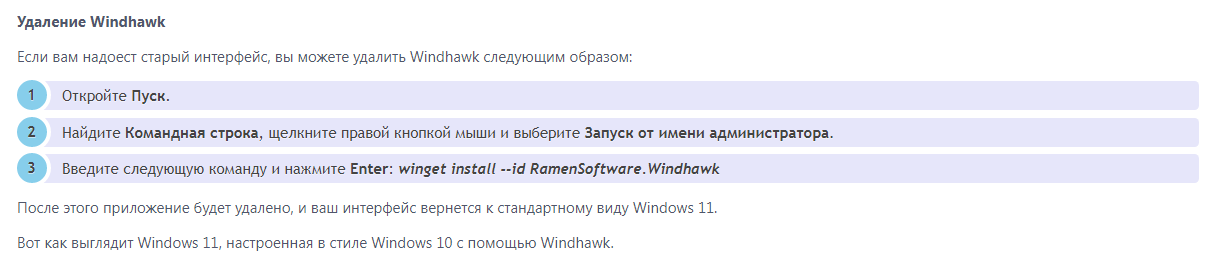 Удаление Windhawk
Если вам надоест старый интерфейс, вы можете удалить Windhawk следующим образом:
1 Откройте Пуск.
2 Найдите Командная строка, щелкните правой кнопкой мыши и выберите Запуск от имени администратора.
3 Введите следующую команду и нажмите Enter: winget install --id RamenSoftware.Windhawk
После этого приложение будет удалено, и ваш интерфейс вернется к стандартному виду Windows 11.
Вот как выглядит Windows 11, настроенная в стиле Windows 10 с помощью Windhawk.